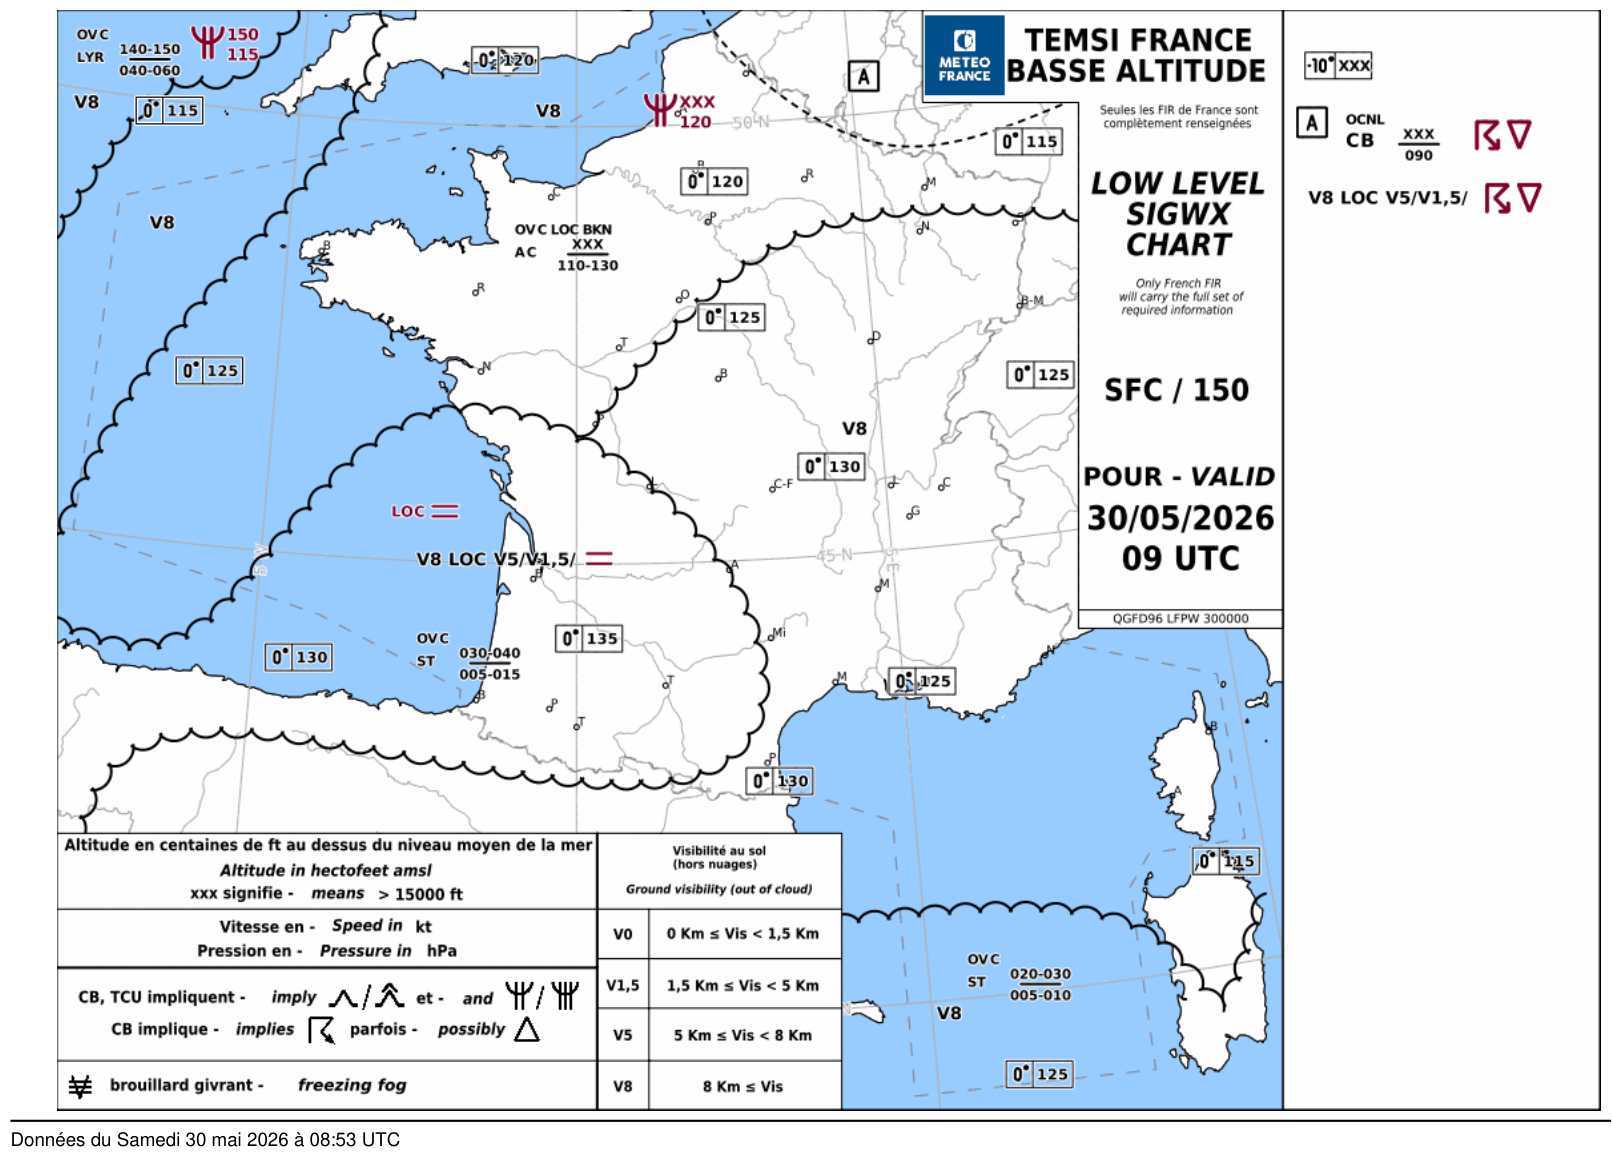 OVC
LYR
140-150
040-060
150
115
V8
0° 115
0° 120
V8
XXX
120
50°N
A
METEO
FRANCE
TEMSI FRANCE
BASSE ALTITUDE
Seules les FIR de France sont
complètement renseignées
LOW LEVEL
SIGWX
CHART
Only French FIR
will carry the full set of
required information
SFC / 150
POUR - VALID
30/05/2026
09 UTC
QGFD96 LFPW 300000
-10° xxx
A
OCNL
CB
xxx
090
V8 LOC V5/V1,5/
0° 115
0° 120
V8
OVC LOC BKN
AC
XXX
110-130
C
C
B
R
N
R
P
M
N
S
B-M
O
T
B
D
0° 125
0° 125
0° 125
V8
0° 130
P
L
C-F
L
C
G
LOC
V8 LOC V5/V1,5/
B
A
45°N
5°W
5°E
M
OVC
ST
030-040
005-015
0° 135
0° 130
Mi
T
B
P
T
M
0° 125
N
P
0° 130
B
A
0° 115
OVC
ST
020-030
005-010
V8
0° 125
Altitude en centaines de ft au dessus du niveau moyen de la mer
Altitude in hectofeet amsl
xxx signifie - means > 15000 ft
Vitesse en - Speed in kt
Pression en - Pressure in hPa
CB, TCU impliquent - imply / et - and /
CB implique - implies parfois - possibly
brouillard givrant - freezing fog
Visibilité au sol
(hors nuages)
Ground visibility (out of cloud)
V0 0 Km ≤ Vis < 1,5 Km
V1,5 1,5 Km ≤ Vis < 5 Km
V5 5 Km ≤ Vis < 8 Km
V8 8 Km ≤ Vis
Données du Samedi 30 mai 2026 à 08:53 UTC